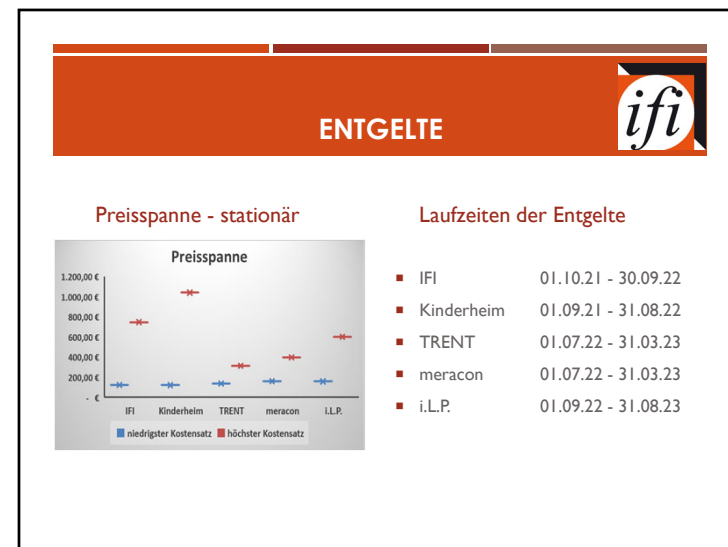 ENTGELTE
ifi
Preisspanne - stationär
Preisspanne
1.200,00 €
1.000,00 €
800,00 €
600,00 €
400,00 €
200,00 €
- €
IFI Kinderheim TRENT meracon i.L.P.
niedrigster Kostensatz höchster Kostensatz
Laufzeiten der Entgelte
▪ IFI 01.10.21 - 30.09.22
▪ Kinderheim 01.09.21 - 31.08.22
▪ TRENT 01.07.22 - 31.03.23
▪ meracon 01.07.22 - 31.03.23
▪ i.L.P. 01.09.22 - 31.08.23